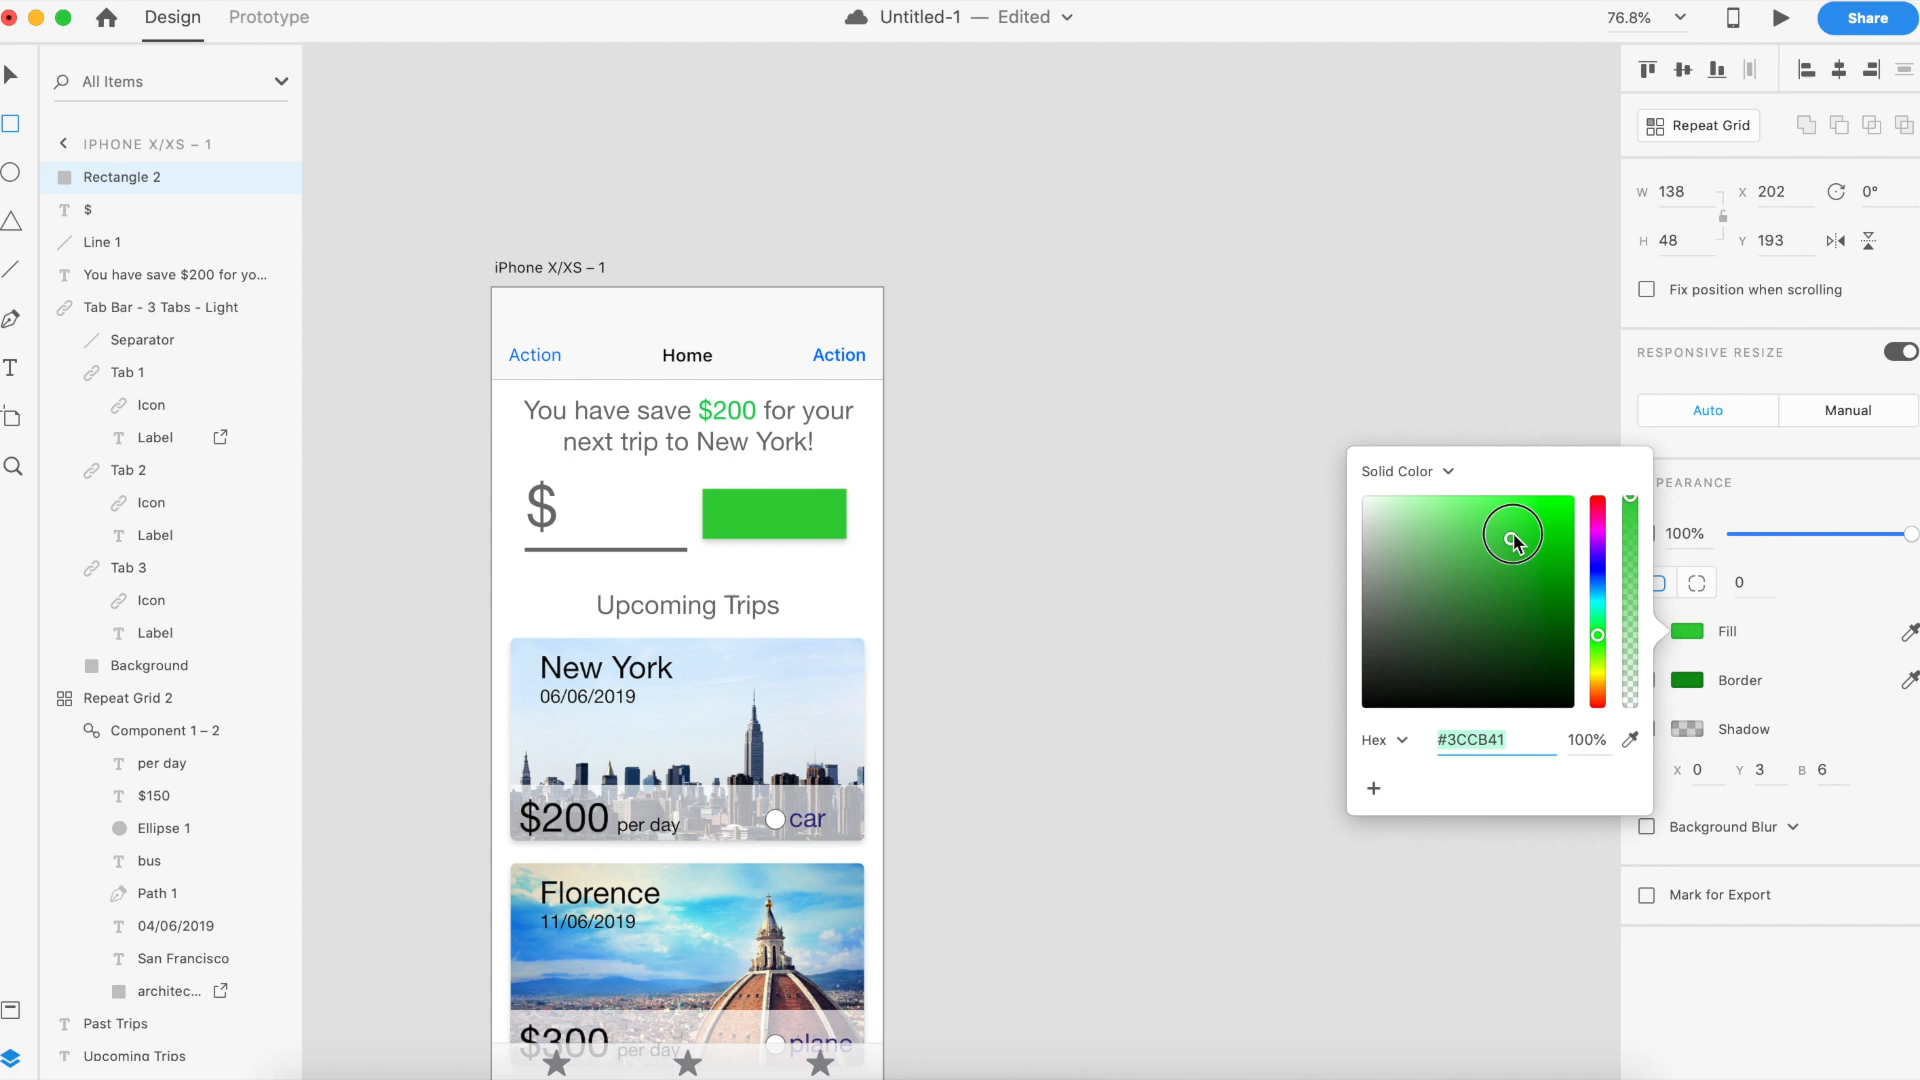 Design Prototype Untitled-1 — Edited 76.8% Share
All Items
IPHONE X/XS – 1
Rectangle 2
$
Line 1
You have save $200 for yo...
Tab Bar - 3 Tabs - Light
Separator
Tab 1
Icon
Label
Tab 2
Icon
Label
Tab 3
Icon
Label
Background
Repeat Grid 2
Component 1 – 2
per day
$150
Ellipse 1
bus
Path 1
04/06/2019
San Francisco
architec...
Past Trips
Upcoming Trips
iPhone X/XS – 1
Action Home Action
You have save $200 for your
next trip to New York!
$
Upcoming Trips
New York
06/06/2019
$200 per day car
Florence
11/06/2019
$300 per day plane
Solid Color
Hex #3CCB41 100%
+
Repeat Grid
W 138 X 202 0°
H 48 Y 193
Fix position when scrolling
RESPONSIVE RESIZE
Auto Manual
PEARANCE
100%
0
Fill
Border
Shadow
X 0 Y 3 B 6
Background Blur
Mark for Export